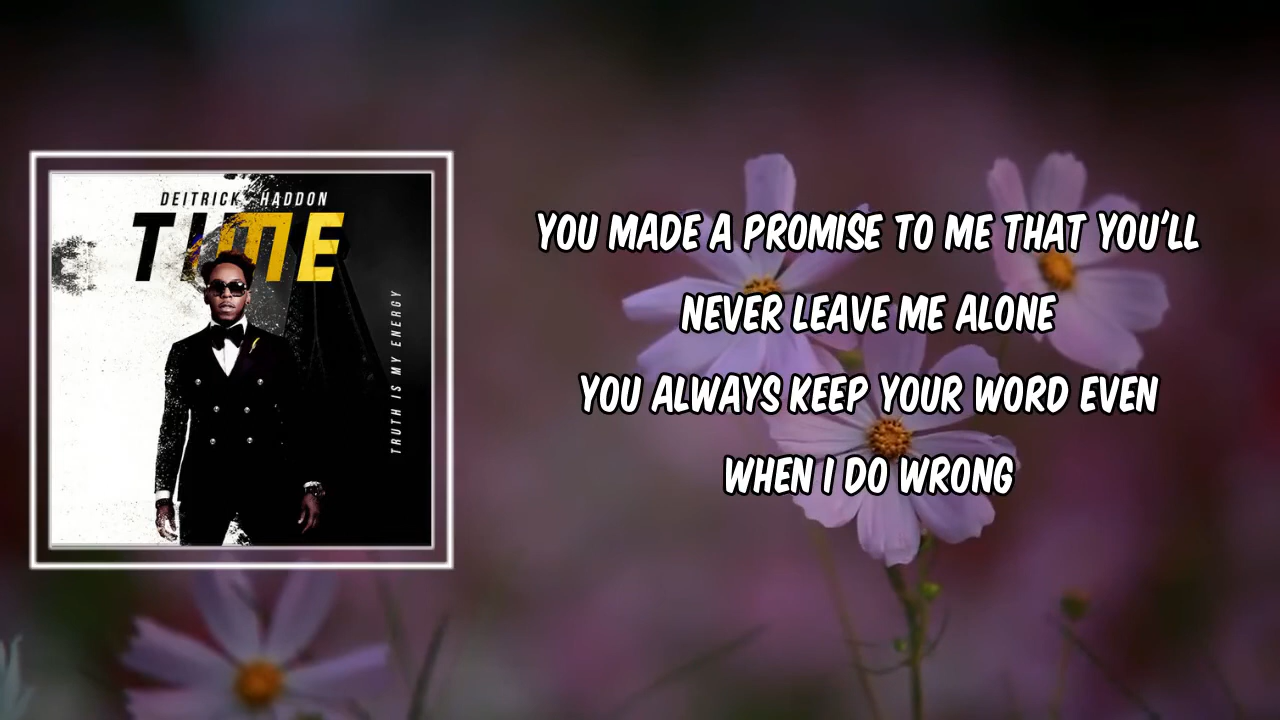 DEITRICK HADDON
TIME
TRUTH IS MY ENERGY
YOU MADE A PROMISE TO ME THAT YOU'LL
NEVER LEAVE ME ALONE
YOU ALWAYS KEEP YOUR WORD EVEN
WHEN I DO WRONG